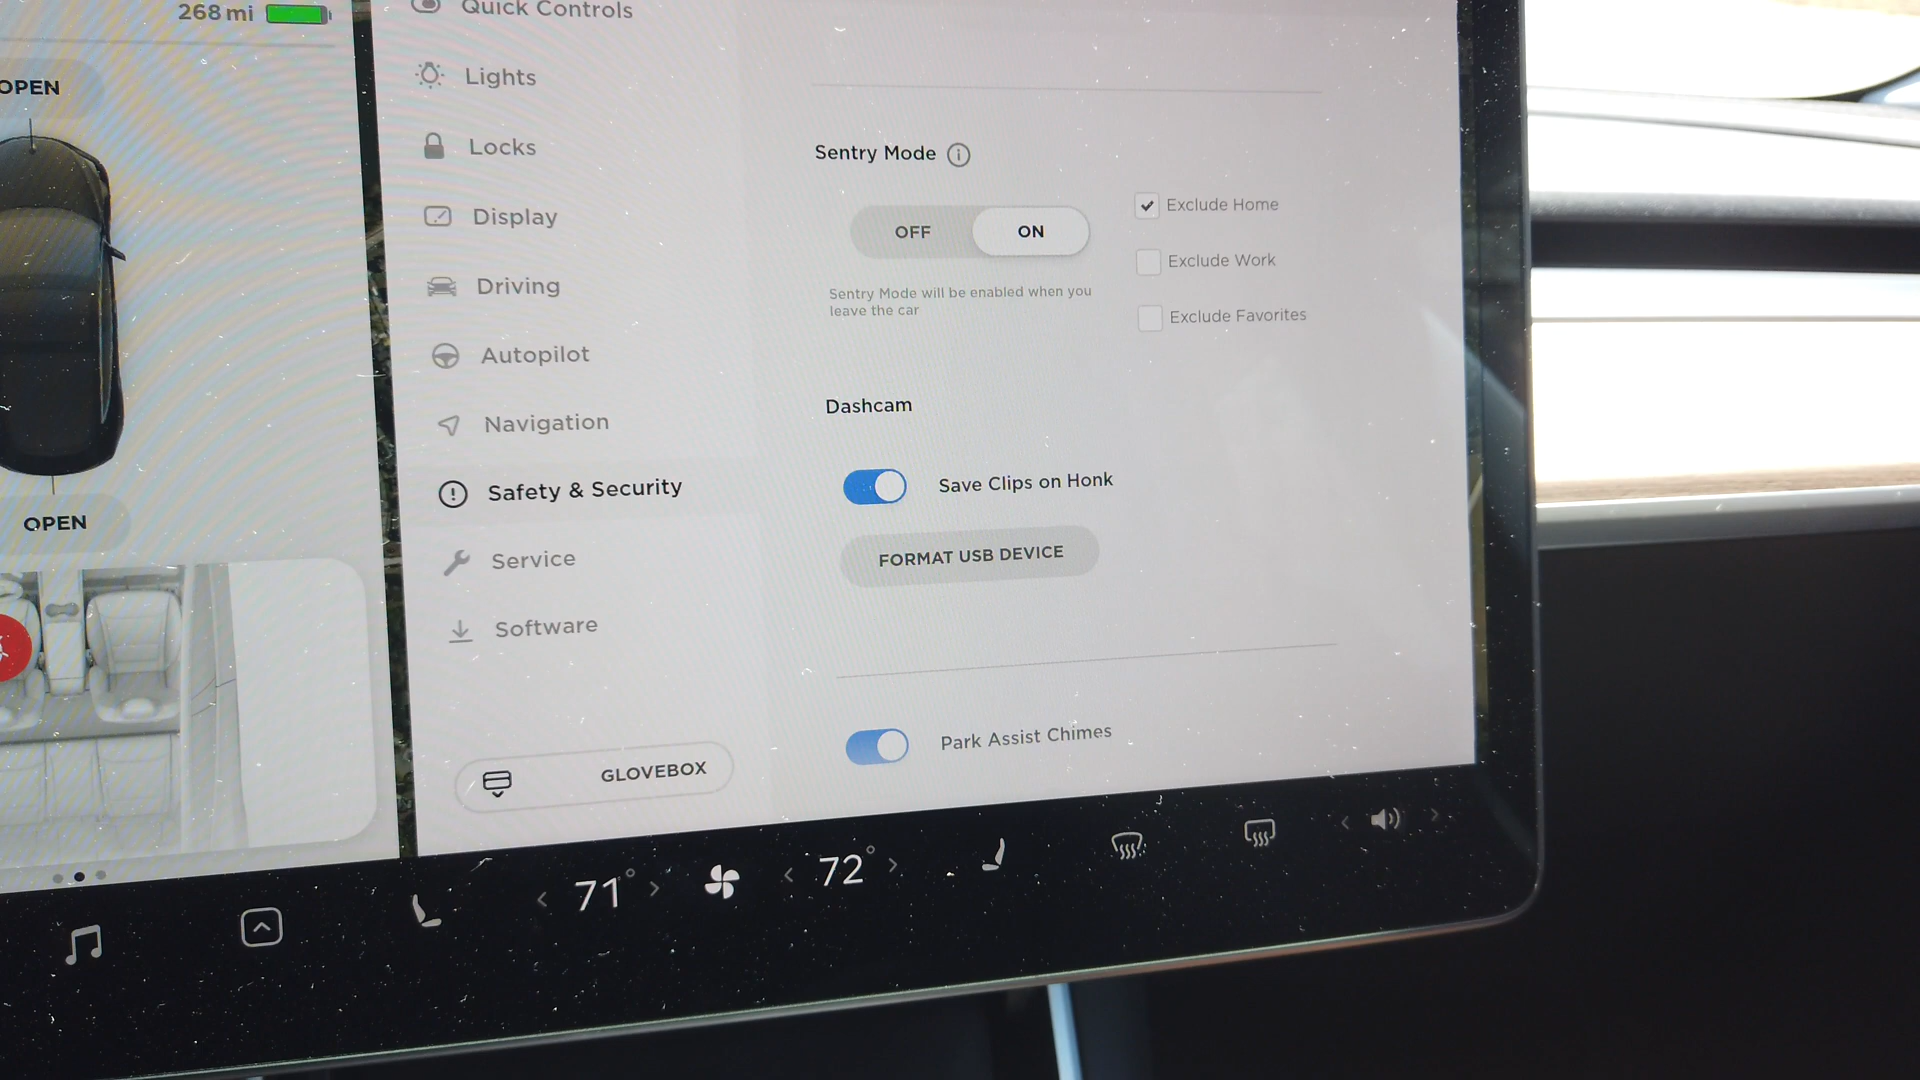 268 mi
OPEN
OPEN
Quick Controls
Lights
Locks
Display
Driving
Autopilot
Navigation
Safety & Security
Service
Software
GLOVEBOX
Sentry Mode
OFF
ON
Sentry Mode will be enabled when you
leave the car
Exclude Home
Exclude Work
Exclude Favorites
Dashcam
Save Clips on Honk
FORMAT USB DEVICE
Park Assist Chimes
71°
72°